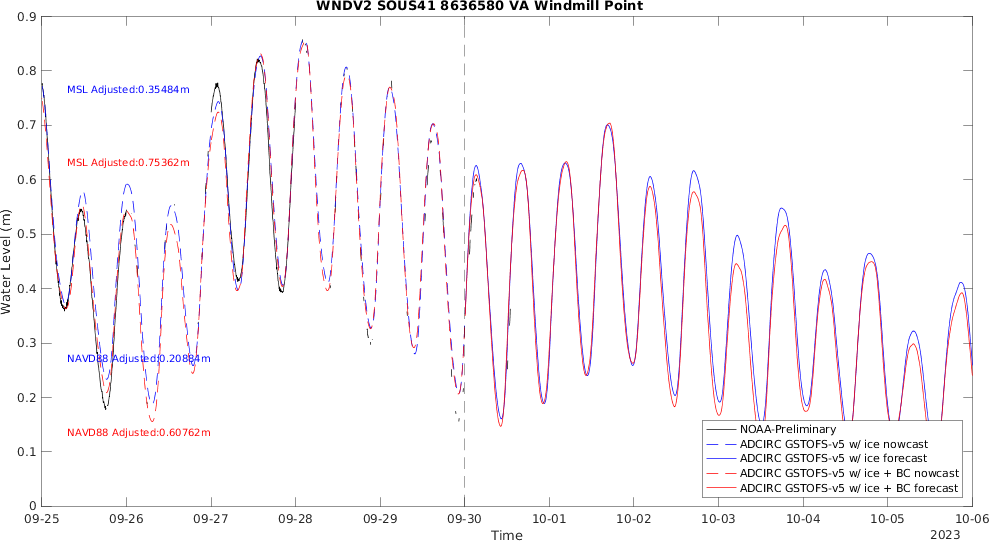 WNDV2 SOUS41 8636580 VA Windmill Point
0.9
0.8
0.7
0.6
0.5
0.4
0.3
0.2
0.1
0
Water Level (m)
MSL Adjusted:0.35484m
MSL Adjusted:0.75362m
NAVD88 Adjusted:0.20884m
NAVD88 Adjusted:0.60762m
NOAA-Preliminary
ADCIRC GSTOFS-v5 w/ ice nowcast
ADCIRC GSTOFS-v5 w/ ice forecast
ADCIRC GSTOFS-v5 w/ ice + BC nowcast
ADCIRC GSTOFS-v5 w/ ice + BC forecast
09-25 09-26 09-27 09-28 09-29 09-30 10-01 10-02 10-03 10-04 10-05 10-06
Time
2023